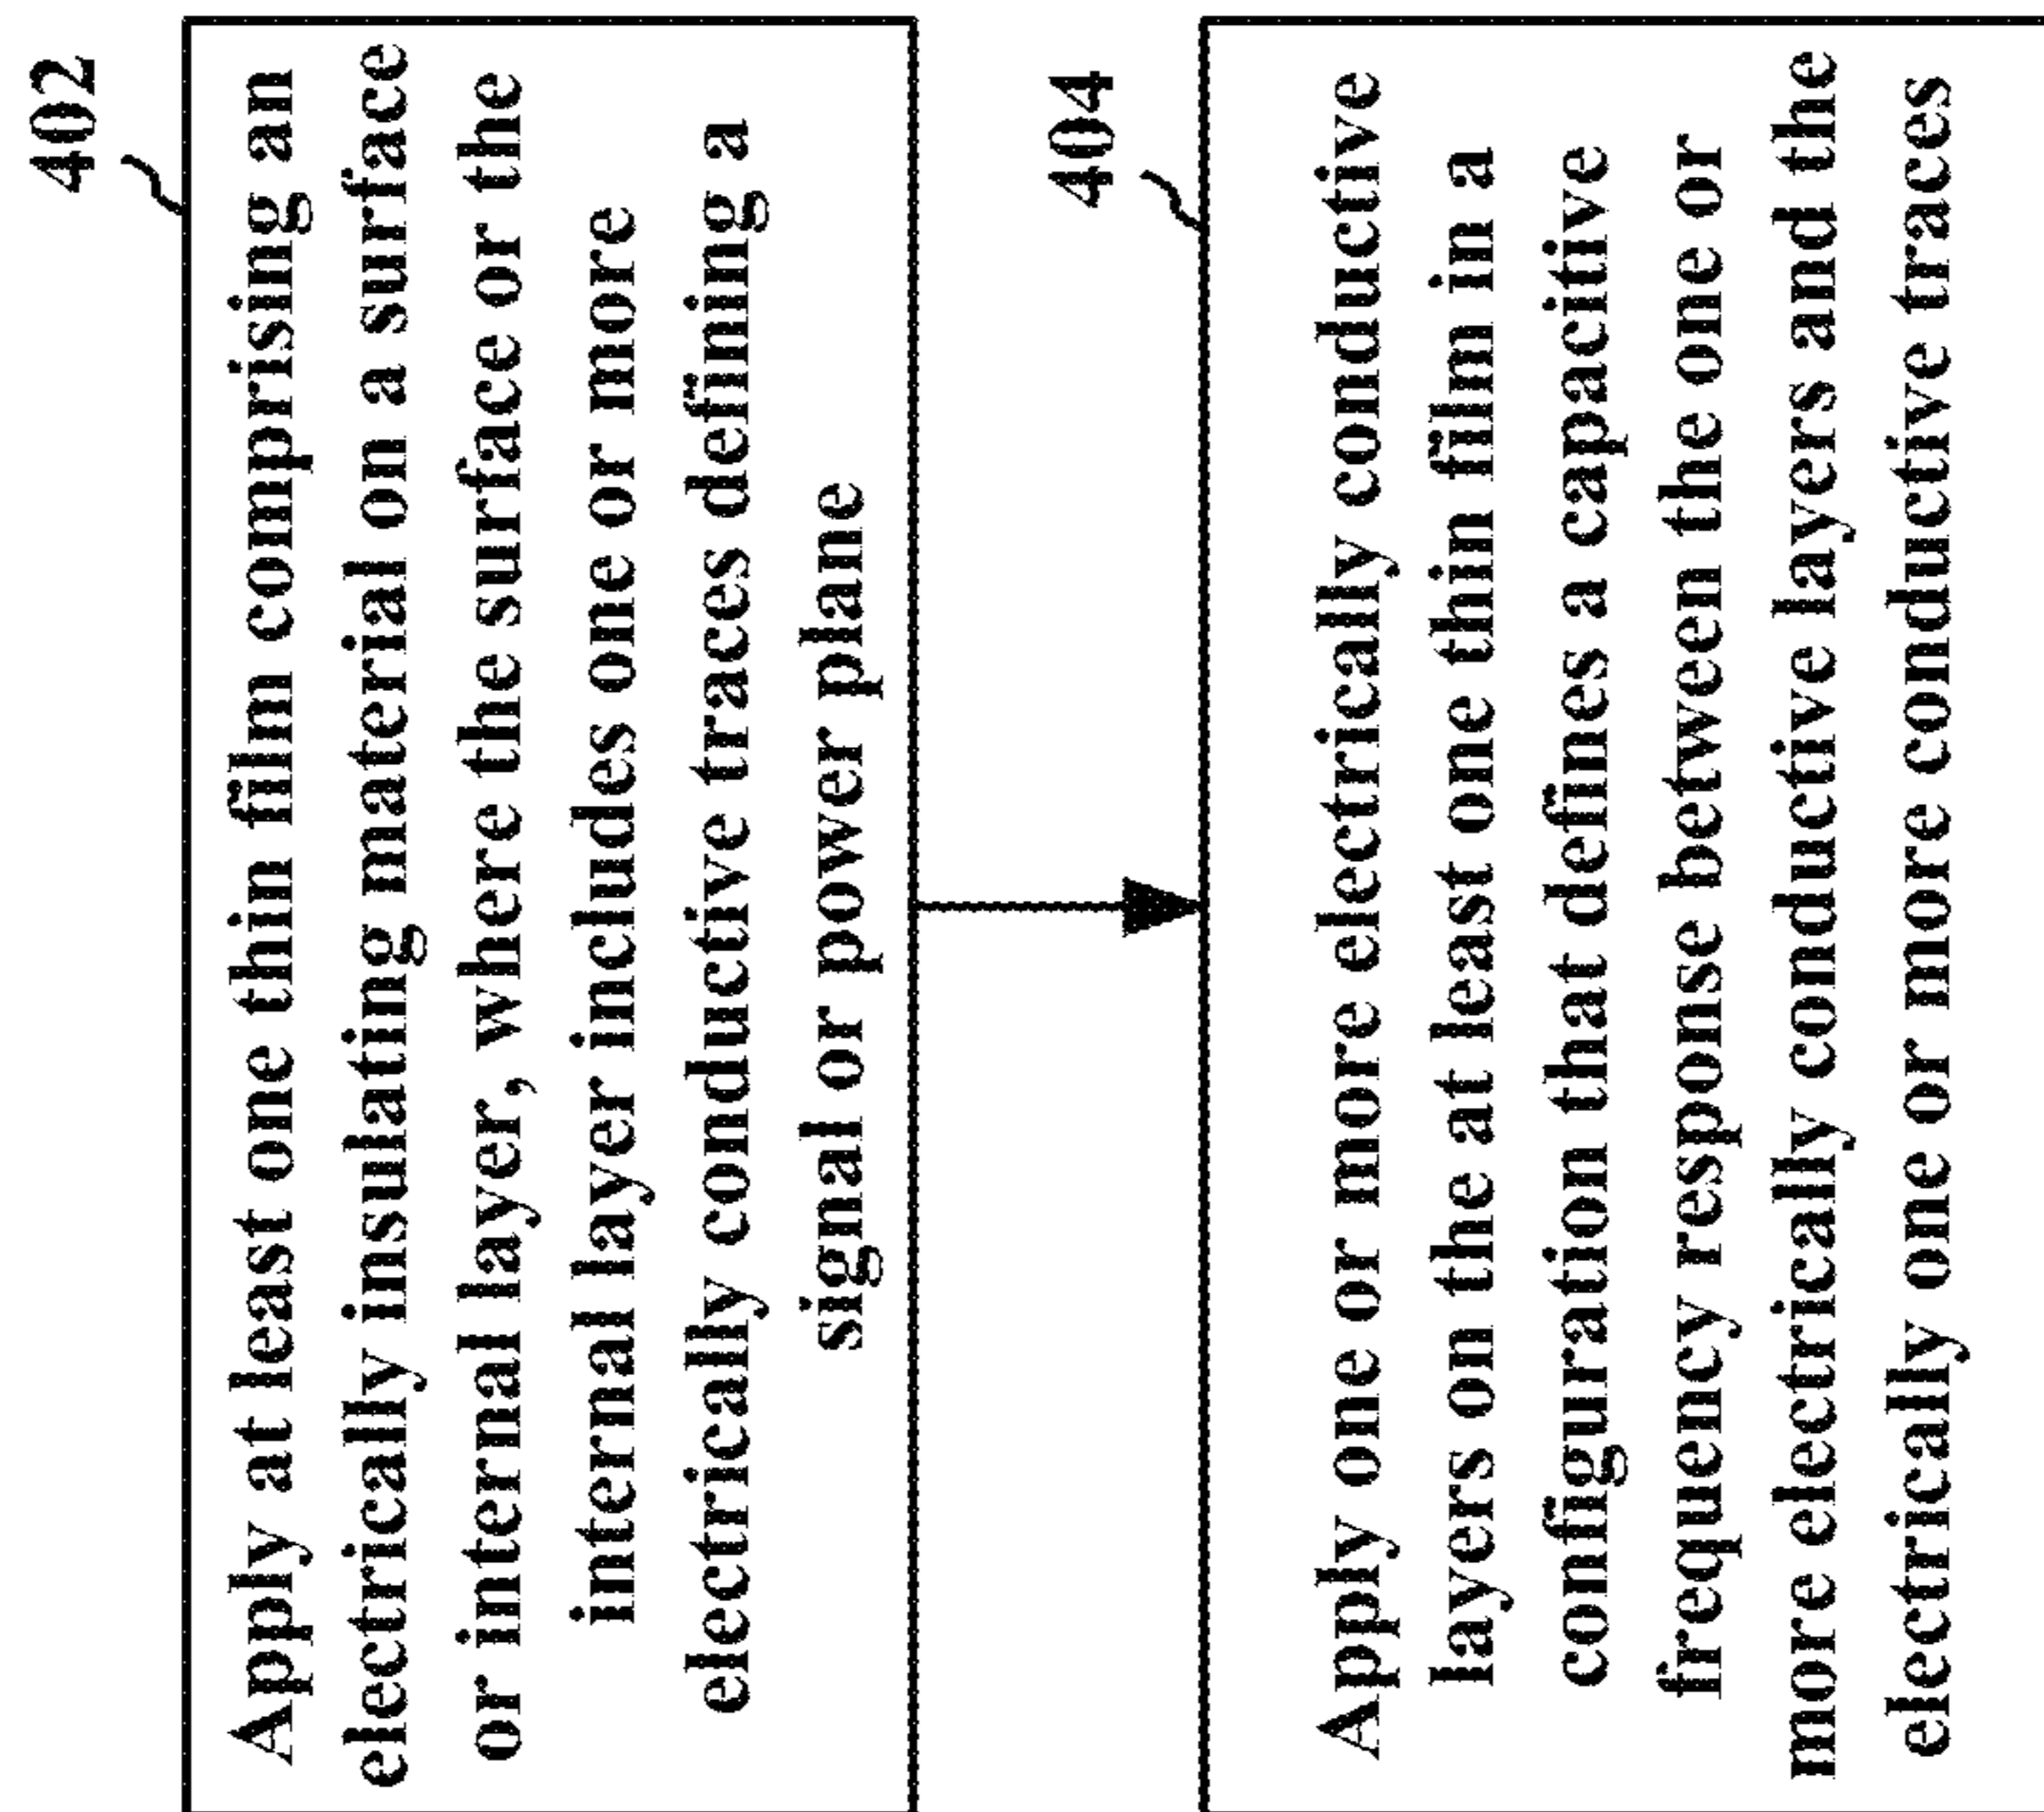 402
Apply at least one thin film comprising an
electrically insulating material on a surface
or internal layer, where the surface or the
internal layer includes one or more
electrically conductive traces defining a
signal or power plane
404
Apply one or more electrically conductive
layers on the at least one thin film in a
configuration that defines a capacitive
frequency response between the one or
more electrically conductive layers and the
electrically one or more conductive traces